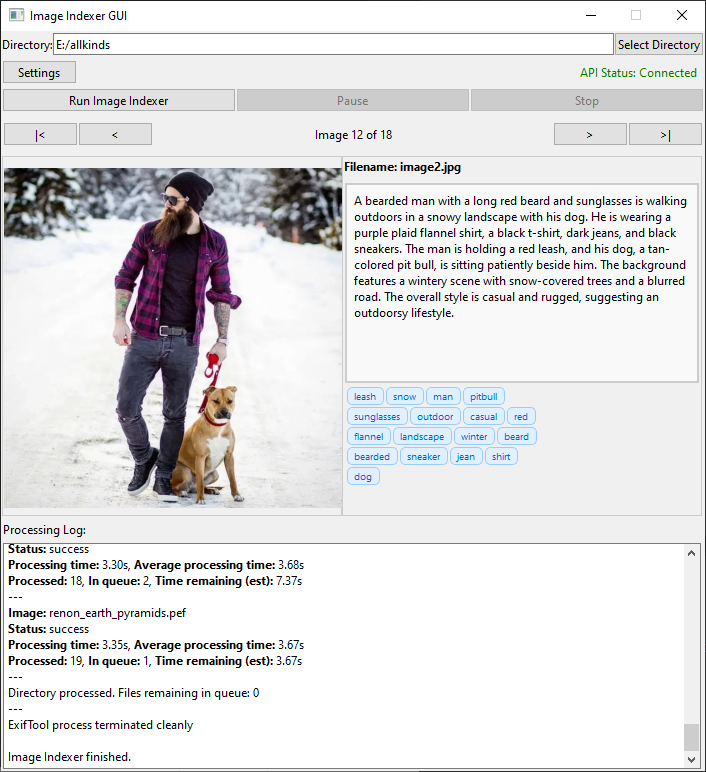 Image Indexer GUI
Directory: E:/allkinds Select Directory
Settings API Status: Connected
Run Image Indexer Pause Stop
|< < Image 12 of 18 > >|
Filename: image2.jpg
A bearded man with a long red beard and sunglasses is walking
outdoors in a snowy landscape with his dog. He is wearing a
purple plaid flannel shirt, a black t-shirt, dark jeans, and black
sneakers. The man is holding a red leash, and his dog, a tan-
colored pit bull, is sitting patiently beside him. The background
features a wintery scene with snow-covered trees and a blurred
road. The overall style is casual and rugged, suggesting an
outdoorsy lifestyle.
leash snow man pitbull
sunglasses outdoor casual red
flannel landscape winter beard
bearded sneaker jean shirt
dog
Processing Log:
Status: success
Processing time: 3.30s, Average processing time: 3.68s
Processed: 18, In queue: 2, Time remaining (est): 7.37s
---
Image: renon_earth_pyramids.pef
Status: success
Processing time: 3.35s, Average processing time: 3.67s
Processed: 19, In queue: 1, Time remaining (est): 3.67s
---
Directory processed. Files remaining in queue: 0
---
ExifTool process terminated cleanly
Image Indexer finished.